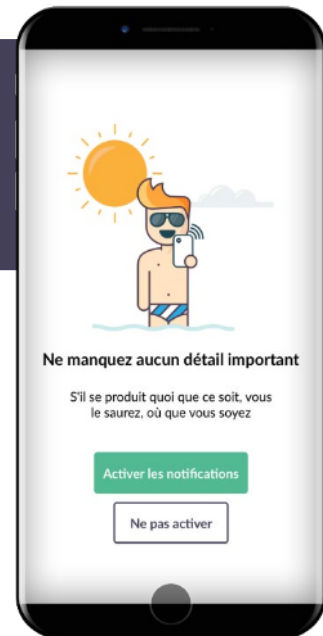 Ne manquez aucun détail important
S'il se produit quoi que ce soit, vous
le saurez, où que vous soyez
Activer les notifications
Ne pas activer